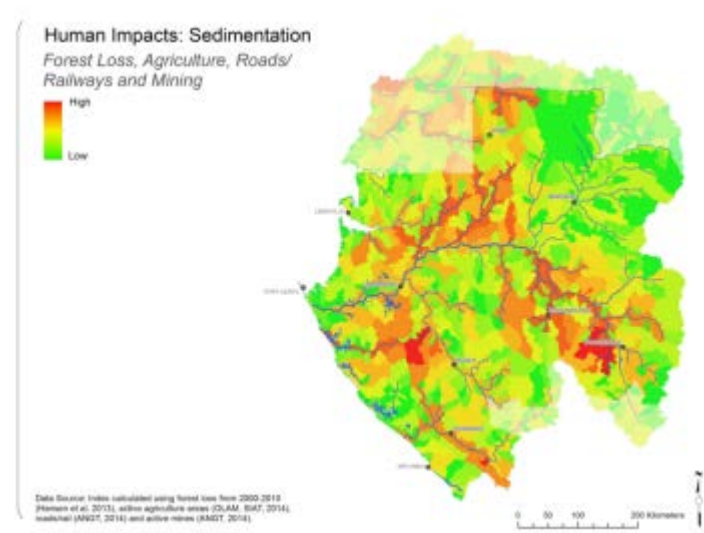 Human Impacts: Sedimentation
Forest Loss, Agriculture, Roads/
Railways and Mining
High
Low
Data Source: Index calculated using forest loss from 2000-2010
(Hansen et al. 2013), active agriculture areas (OLAM, SIAT, 2014),
roads/rail (ANGT, 2014) and active mines (ANGT, 2014).
0 50 100 200 Kilometers
N